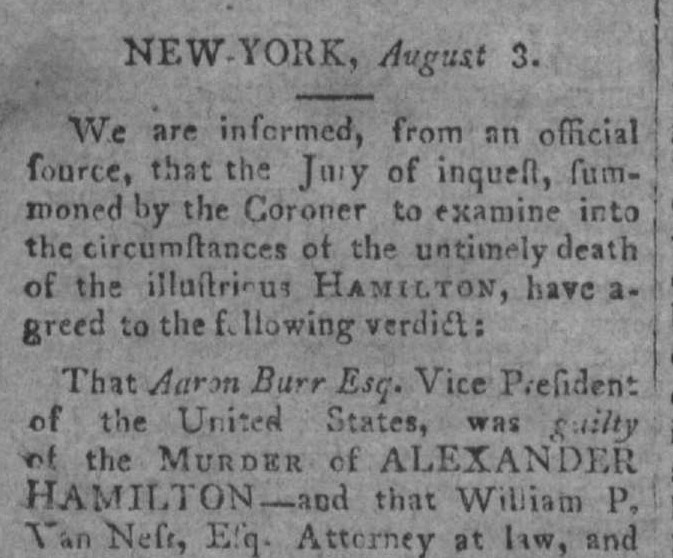 NEW-YORK, August 3.
We are informed, from an official
ſource, that the Jury of inqueſt, ſum-
moned by the Coroner to examine into
the circumſtances of the untimely death
of the illuſtrious HAMILTON, have a-
greed to the following verdict:
That Aaron Burr Eſq. Vice Preſident
of the United States, was guilty
of the MURDER of ALEXANDER
HAMILTON—and that William P.
Van Neſs, Eſq. Attorney at law, and